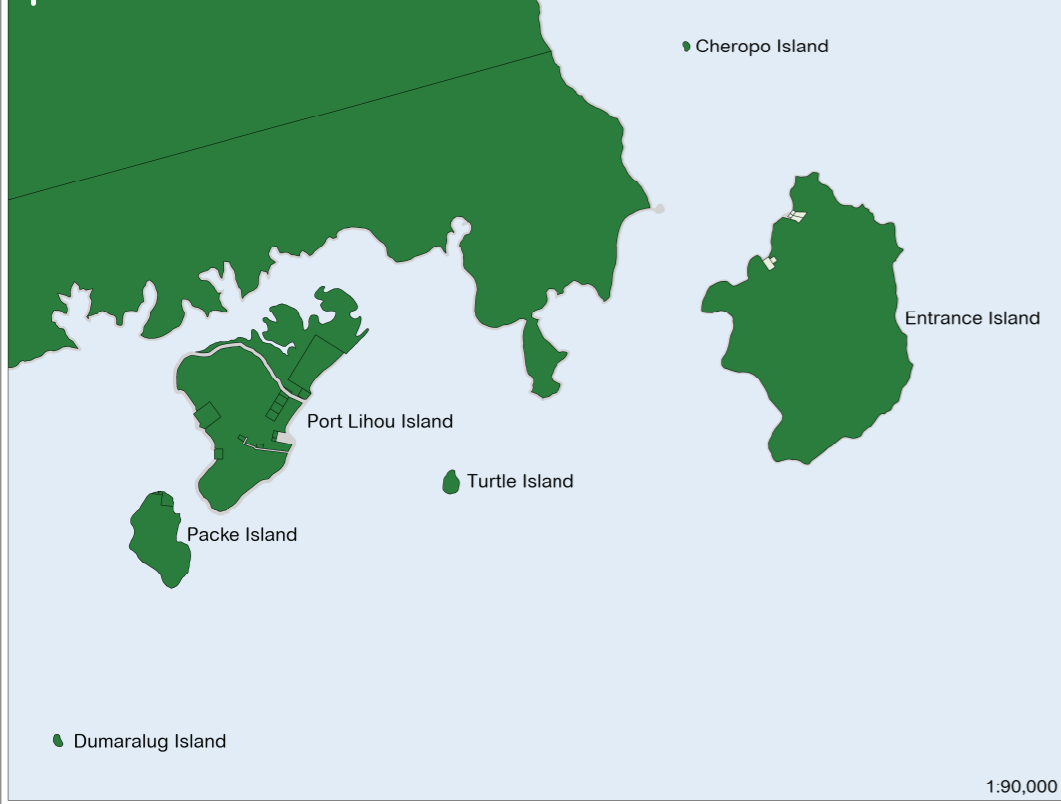 Cheropo Island
Entrance Island
Port Lihou Island
Turtle Island
Packe Island
Dumaralug Island
1:90,000